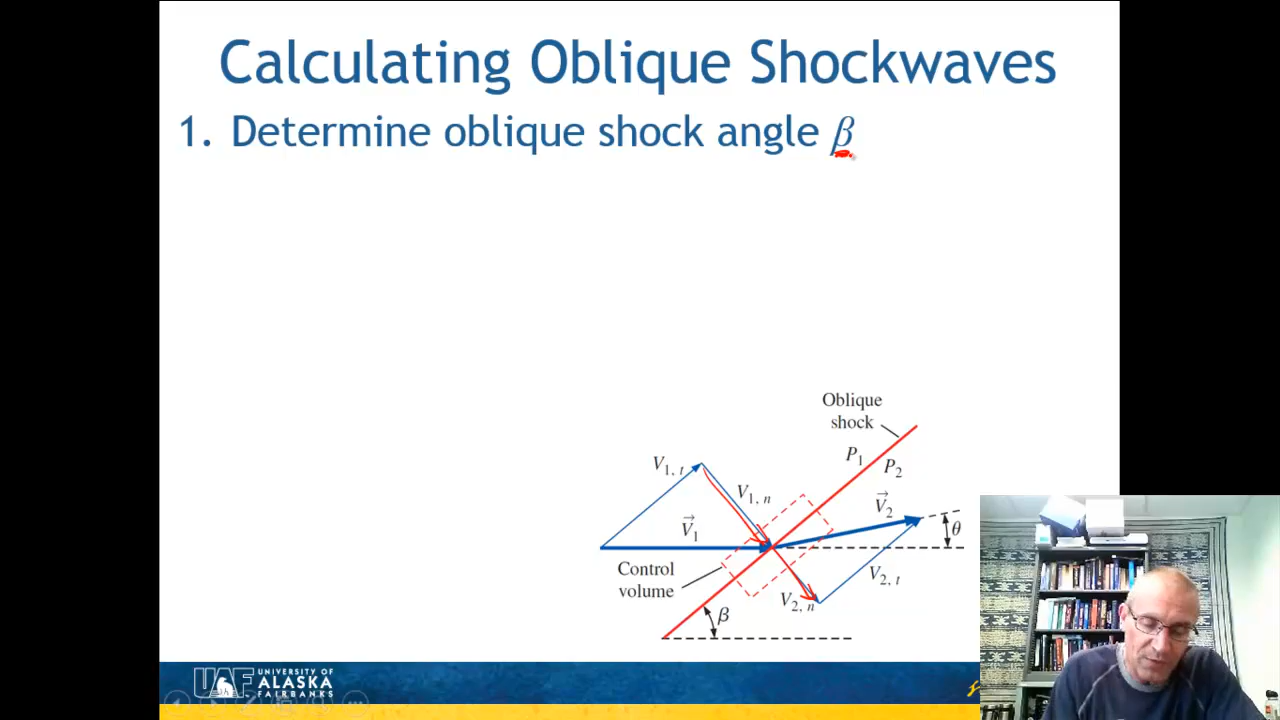 Calculating Oblique Shockwaves
1. Determine oblique shock angle β
Oblique
shock
P1
P2
V1, t
V1, n
V⃗1
V⃗2
θ
Control
volume
V2, t
V2, n
β
UAF
UNIVERSITY OF
ALASKA
FAIRBANKS